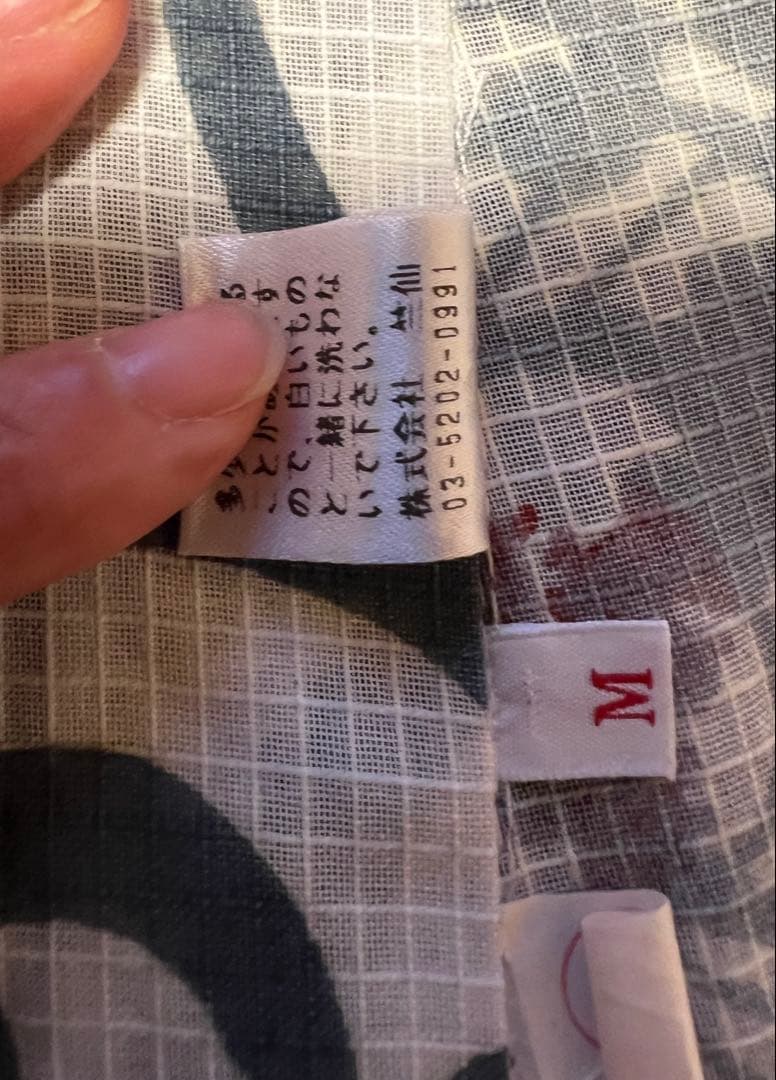 ので、白いもの
と一緒に洗わな
いで下さい。
株式会社 竺仙
03-5202-0991
M